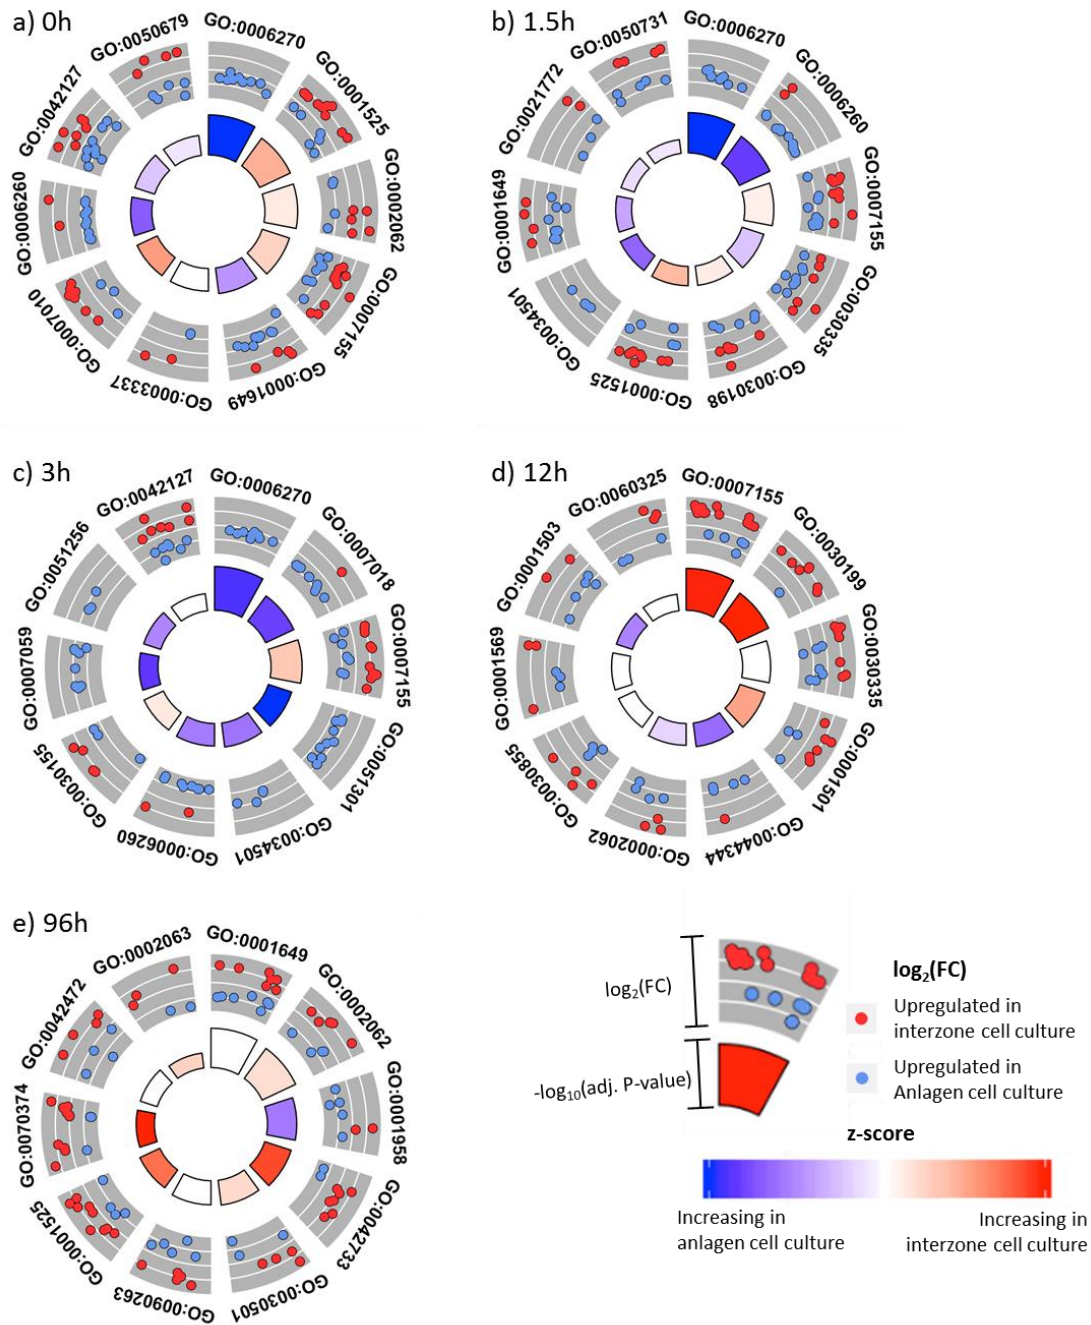 a) 0h
GO:0006270
GO:0001525
GO:0002062
GO:0007155
GO:0001649
GO:0003337
GO:0007010
GO:0006260
GO:0042127
GO:0050679
b) 1.5h
GO:0006270
GO:0006260
GO:0007155
GO:0030335
GO:0030198
GO:0001525
GO:0034501
GO:0001649
GO:0021772
GO:0050731
c) 3h
GO:0006270
GO:0007018
GO:0007155
GO:0051301
GO:0034501
GO:0006260
GO:0030155
GO:0007059
GO:0051256
GO:0042127
d) 12h
GO:0007155
GO:0030199
GO:0030335
GO:0001501
GO:0044344
GO:0002062
GO:0030855
GO:0001569
GO:0001503
GO:0060325
e) 96h
GO:0001649
GO:0002062
GO:0001958
GO:0042733
GO:0030501
GO:0090263
GO:0001525
GO:0070374
GO:0042472
GO:0002063
log2(FC)
-log10(adj. P-value)
log2(FC)
Upregulated in
interzone cell culture
Upregulated in
Anlagen cell culture
z-score
Increasing in
anlagen cell culture
Increasing in
interzone cell culture